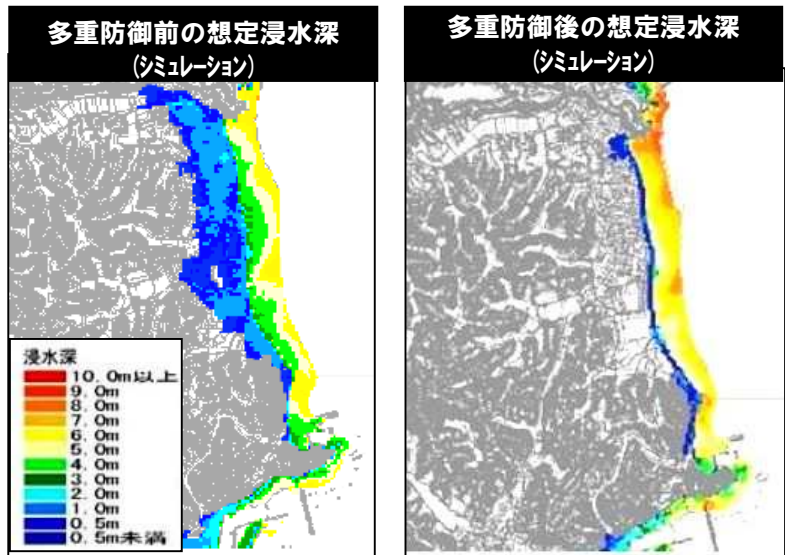 多重防御前の想定浸水深
(シミュレーション)
多重防御後の想定浸水深
(シミュレーション)
浸水深
10. 0m以上
9. 0m
8. 0m
7. 0m
6. 0m
5. 0m
4. 0m
3. 0m
2. 0m
1. 0m
0. 5m
0. 5m未満